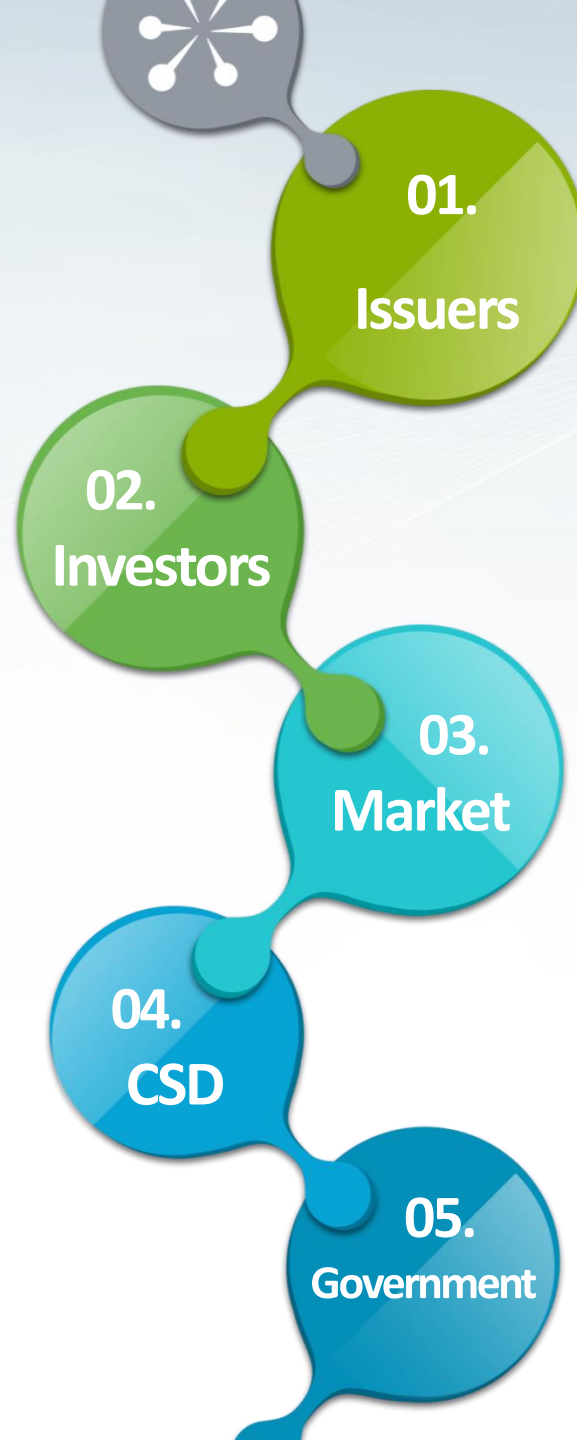 01.
Issuers
02.
Investors
03.
Market
04.
CSD
05.
Government